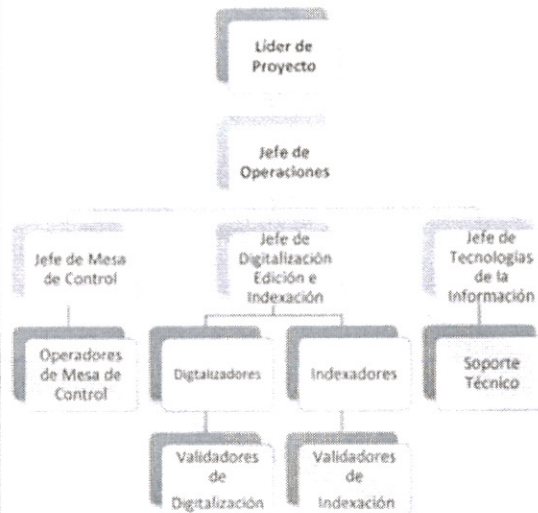 Líder de
Proyecto
Jefe de
Operaciones
Jefe de Mesa
de Control
Jefe de
Digitalización
Edición e
Indexación
Jefe de
Tecnologías
de la
Información
Operadores
de Mesa de
Control
Digtalizadores
Indexadores
Soporte
Técnico
Validadores
de
Digitalización
Validadores
de
Indexación